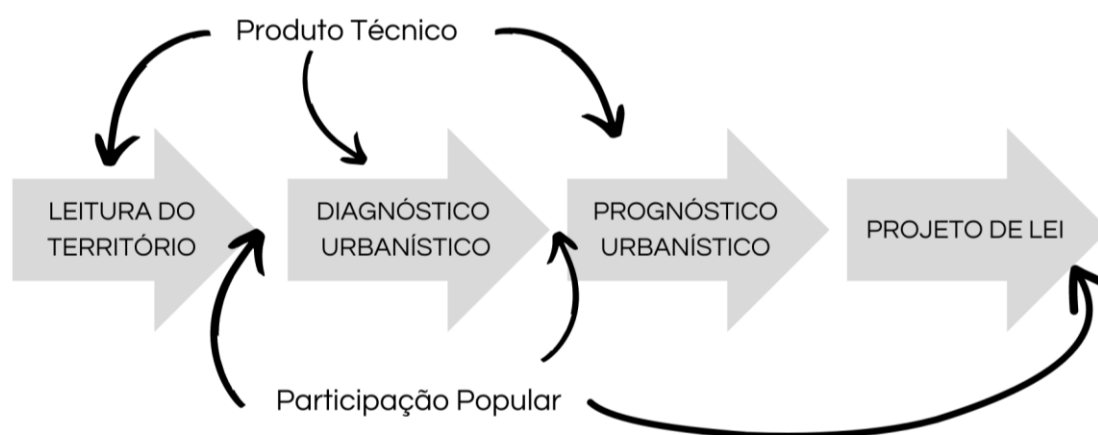 Produto Técnico
LEITURA DO
TERRITÓRIO
DIAGNÓSTICO
URBANÍSTICO
PROGNÓSTICO
URBANÍSTICO
PROJETO DE LEI
Participação Popular